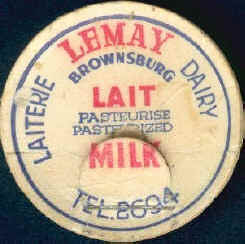 LEMAY
BROWNSBURG
LAITERIE
DAIRY
LAIT
PASTEURISE
PASTEURIZED
MILK
TEL. 8694